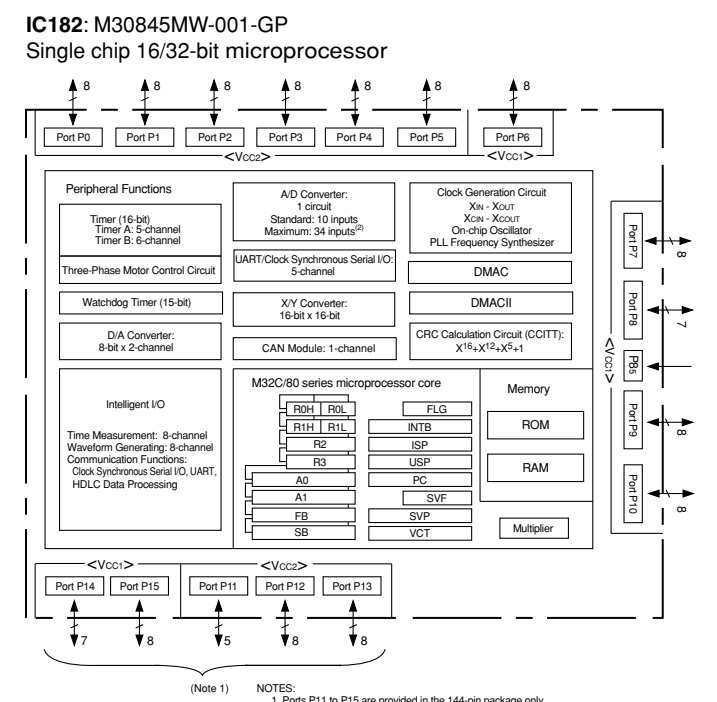 IC182: M30845MW-001-GP
Single chip 16/32-bit microprocessor
8 8 8 8 8 8 8
Port P0 Port P1 Port P2 Port P3 Port P4 Port P5 Port P6
<VCC2> <VCC1>
Peripheral Functions
Timer (16-bit)
Timer A: 5-channel
Timer B: 6-channel
Three-Phase Motor Control Circuit
Watchdog Timer (15-bit)
D/A Converter:
8-bit x 2-channel
Intelligent I/O
Time Measurement: 8-channel
Waveform Generating: 8-channel
Communication Functions:
Clock Synchronous Serial I/O, UART,
HDLC Data Processing
A/D Converter:
1 circuit
Standard: 10 inputs
Maximum: 34 inputs(2)
UART/Clock Synchronous Serial I/O:
5-channel
X/Y Converter:
16-bit x 16-bit
CAN Module: 1-channel
Clock Generation Circuit
XIN - XOUT
XCIN - XCOUT
On-chip Oscillator
PLL Frequency Synthesizer
DMAC
DMACII
CRC Calculation Circuit (CCITT):
X16+X12+X5+1
M32C/80 series microprocessor core
R0H R0L
R1H R1L
R2
R3
A0
A1
FB
SB
FLG
INTB
ISP
USP
PC
SVF
SVP
VCT
Memory
ROM
RAM
Multiplier
<VCC1>
Port P7
8
Port P8
7
P85
Port P9
8
Port P10
8
<VCC1> <VCC2>
Port P14 Port P15 Port P11 Port P12 Port P13
7 8 5 8 8
(Note 1)
NOTES:
1. Ports P11 to P15 are provided in the 144-pin package only